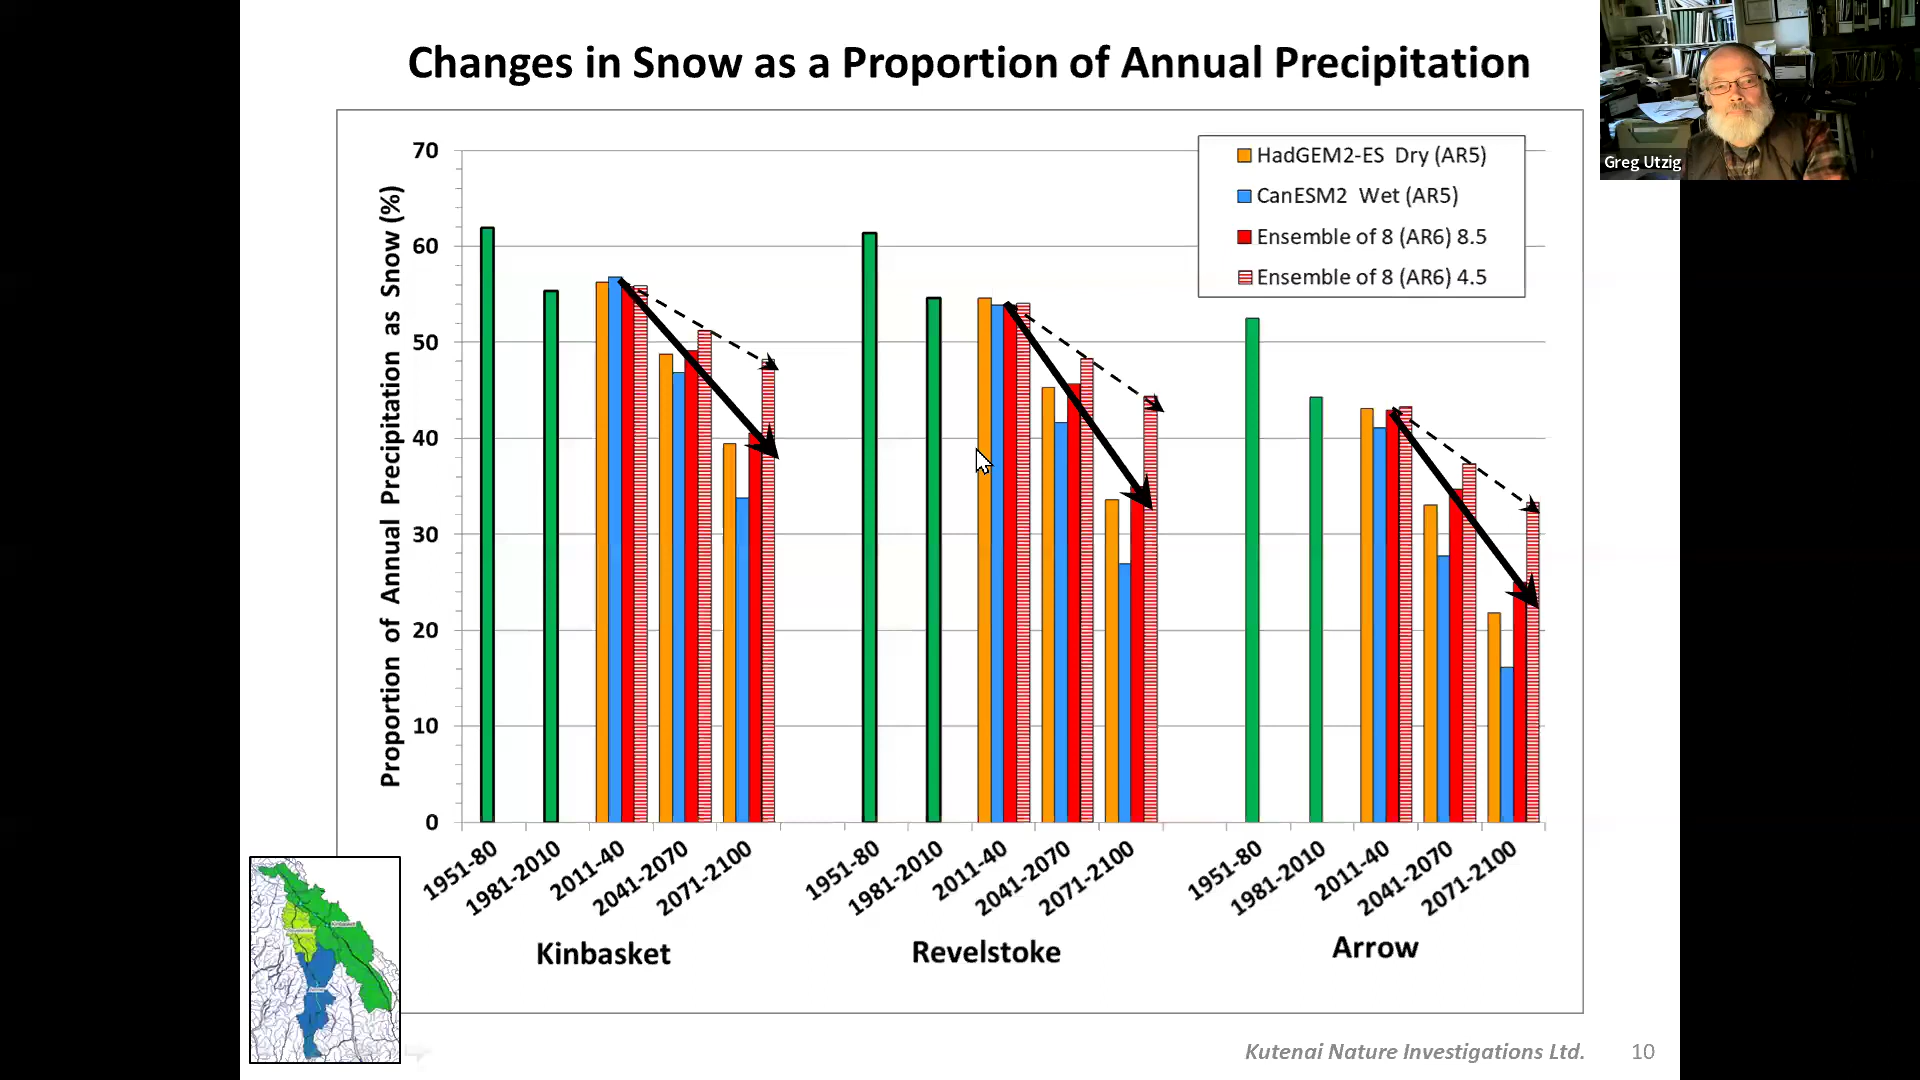 Changes in Snow as a Proportion of Annual Precipitation
Greg Utzig
HadGEM2-ES Dry (AR5)
CanESM2 Wet (AR5)
Ensemble of 8 (AR6) 8.5
Ensemble of 8 (AR6) 4.5
Proportion of Annual Precipitation as Snow (%)
70
60
50
40
30
20
10
0
1951-80
1981-2010
2011-40
2041-2070
2071-2100
1951-80
1981-2010
2011-40
2041-2070
2071-2100
1951-80
1981-2010
2011-40
2041-2070
2071-2100
Kinbasket
Revelstoke
Arrow
Kinbasket
Kutenai Nature Investigations Ltd.
10